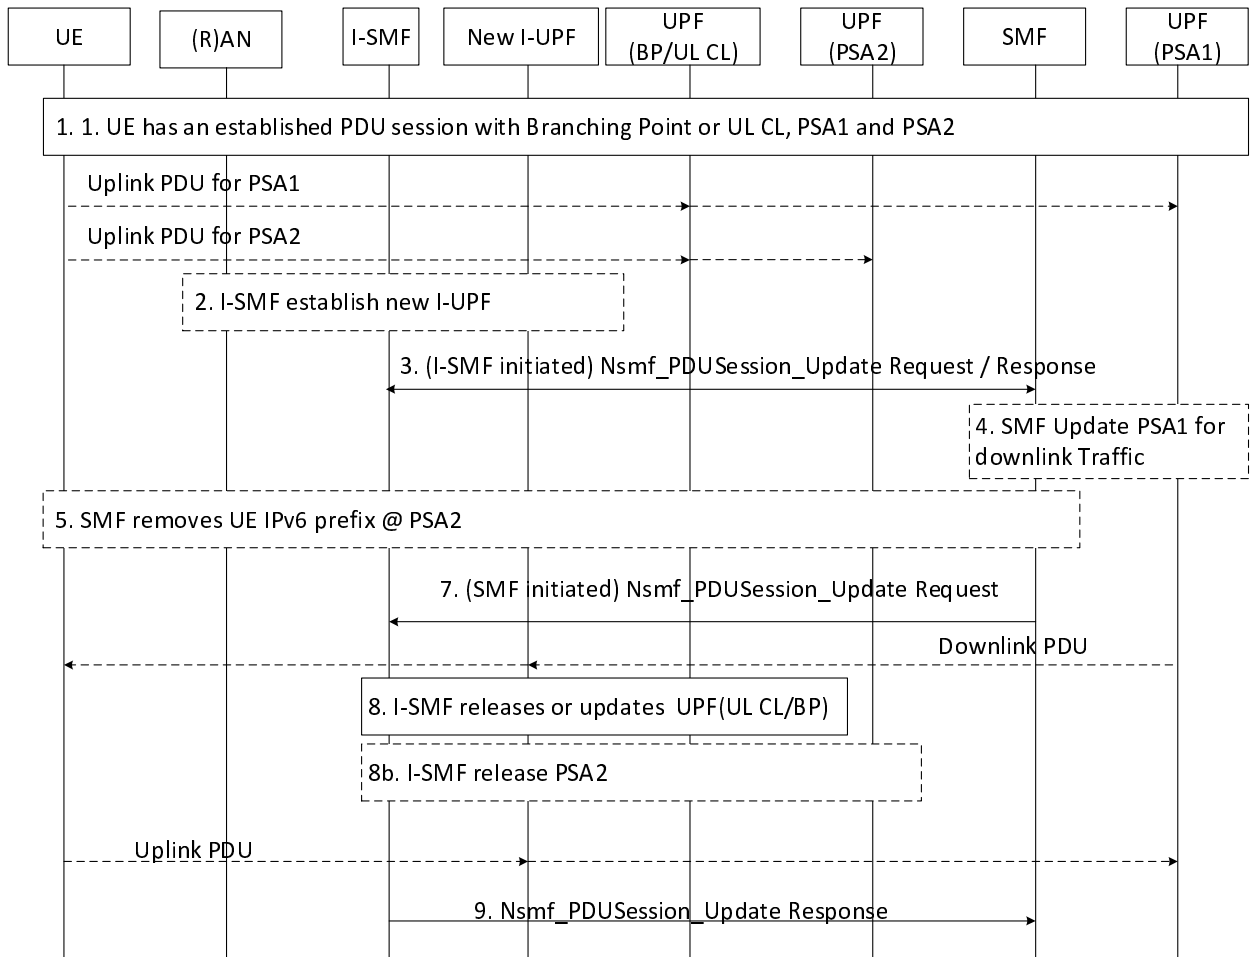 UE
(R)AN
I-SMF
New I-UPF
UPF
(BP/UL CL)
UPF
(PSA2)
SMF
UPF
(PSA1)
1. 1. UE has an established PDU session with Branching Point or UL CL, PSA1 and PSA2
Uplink PDU for PSA1
Uplink PDU for PSA2
2. I-SMF establish new I-UPF
3. (I-SMF initiated) Nsmf_PDUSession_Update Request / Response
4. SMF Update PSA1 for
downlink Traffic
5. SMF removes UE IPv6 prefix @ PSA2
7. (SMF initiated) Nsmf_PDUSession_Update Request
Downlink PDU
8. I-SMF releases or updates UPF(UL CL/BP)
8b. I-SMF release PSA2
Uplink PDU
9. Nsmf_PDUSession_Update Response